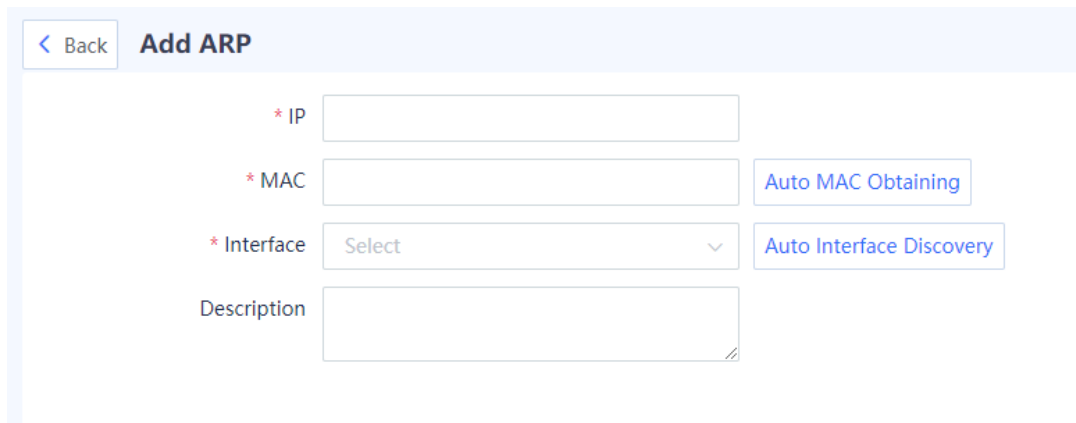 Back Add ARP
* IP
* MAC Auto MAC Obtaining
* Interface Select Auto Interface Discovery
Description